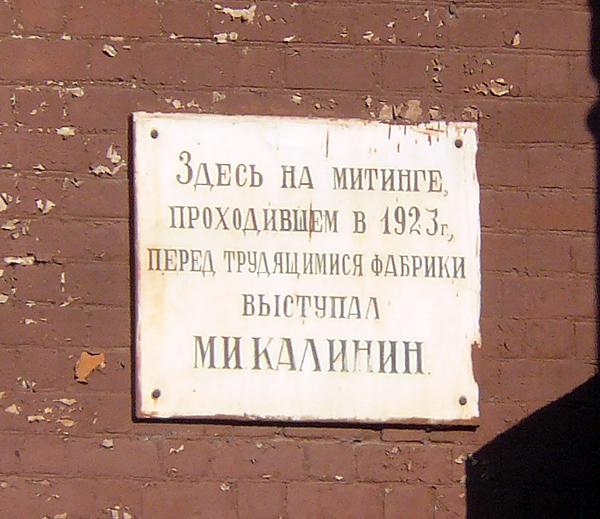 Здесь на митинге,
проходившем в 1923г.,
перед трудящимися фабрики
выступал
М.И.Калинин.